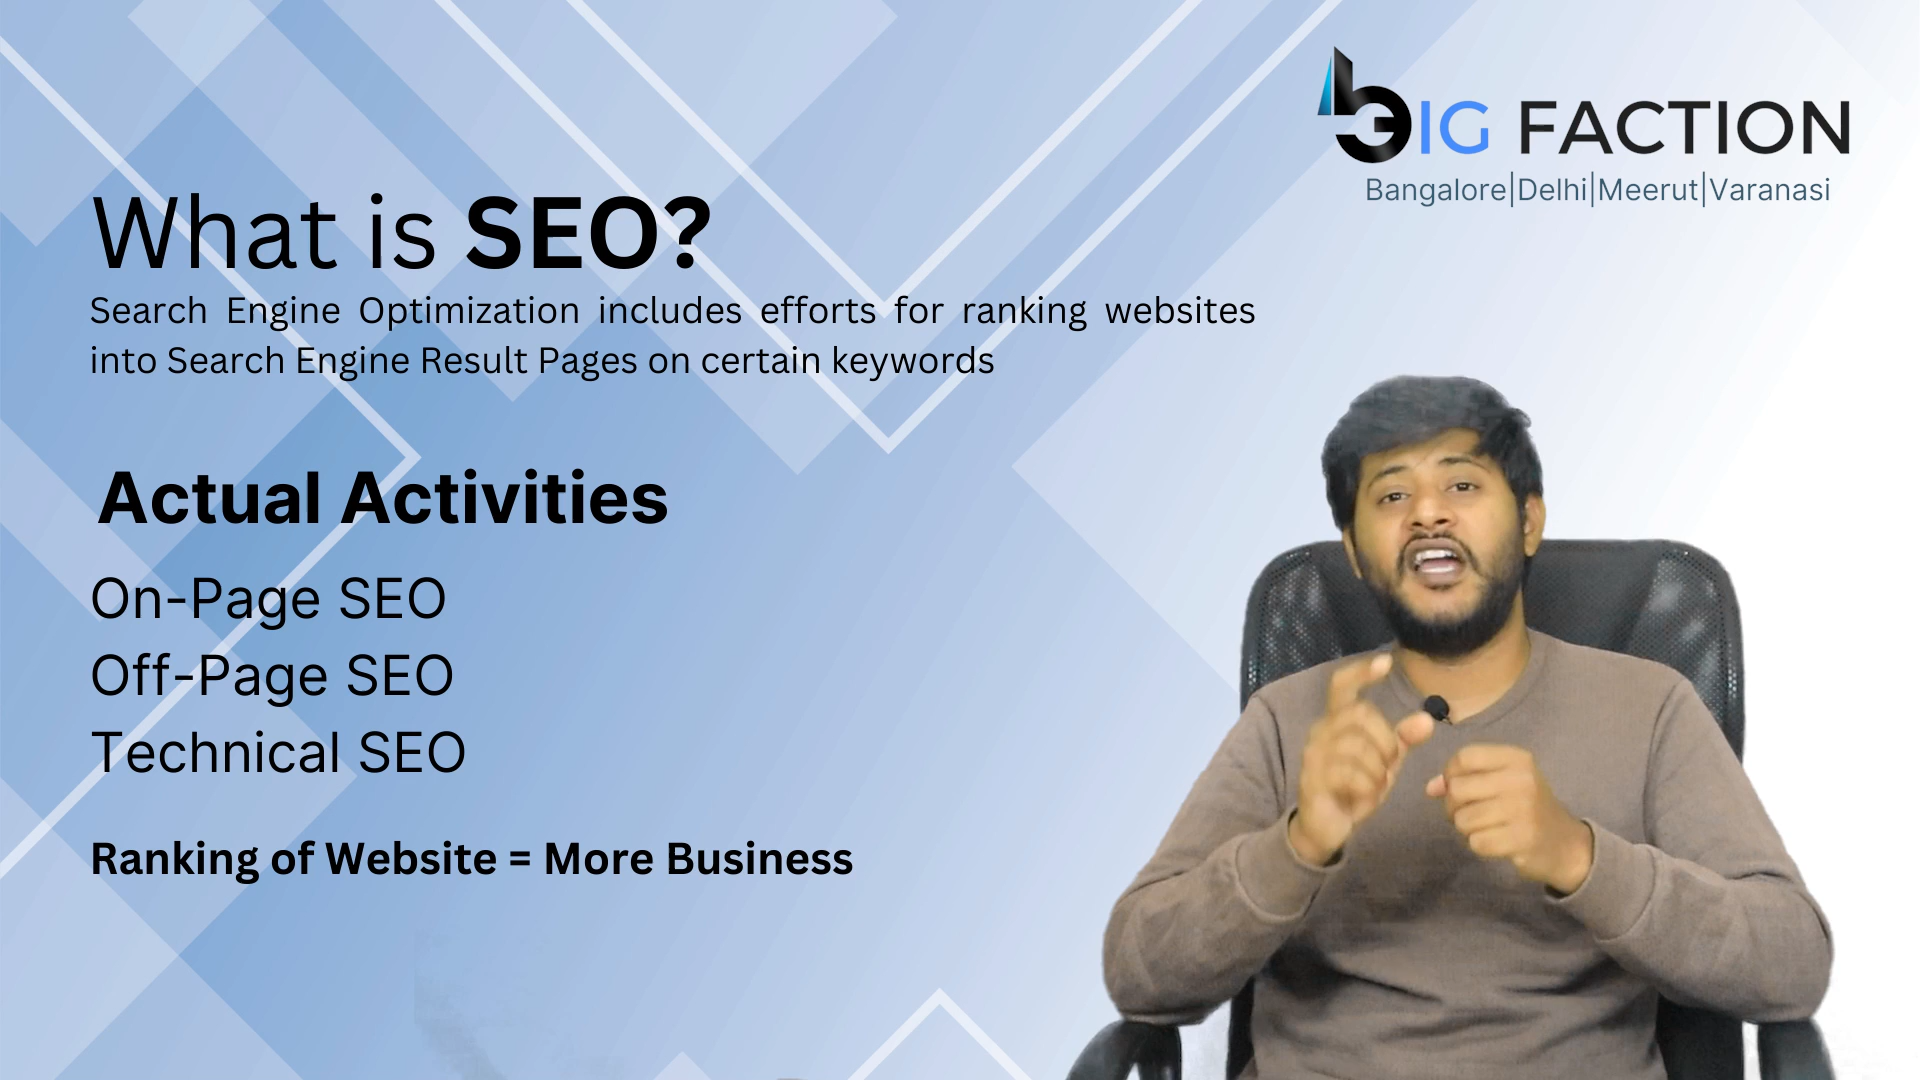 BIG FACTION
Bangalore|Delhi|Meerut|Varanasi
What is SEO?
Search Engine Optimization includes efforts for ranking websites
into Search Engine Result Pages on certain keywords
Actual Activities
On-Page SEO
Off-Page SEO
Technical SEO
Ranking of Website = More Business